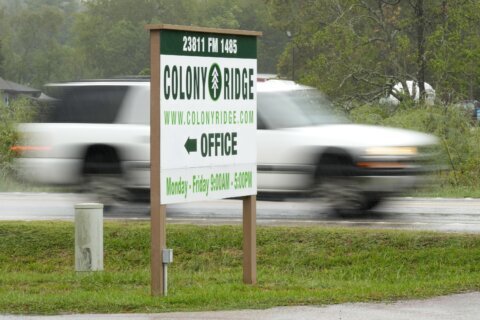 23811 FM 1485
COLONY RIDGE
WWW.COLONYRIDGE.COM
OFFICE
Monday - Friday 9:00AM - 5:00PM